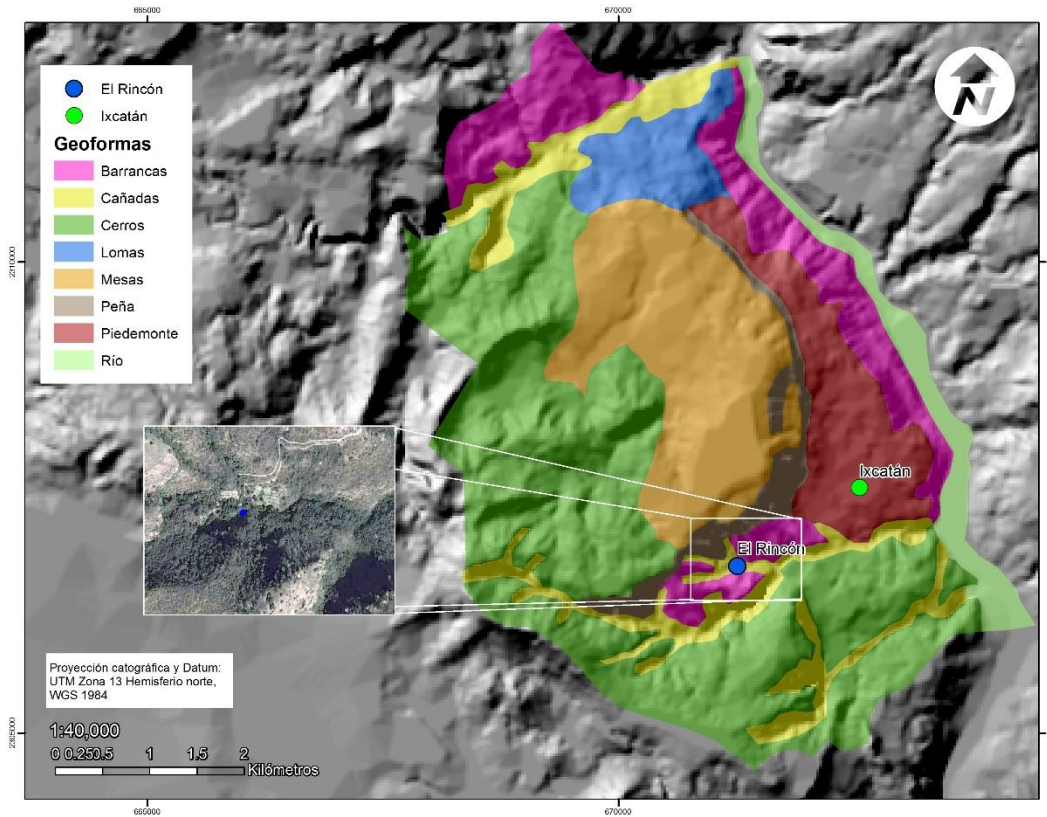 665000
670000
El Rincón
Ixcatán
Geoformas
Barrancas
Cañadas
Cerros
Lomas
Mesas
Peña
Piedemonte
Río
N
2310000
2310000
Ixcatán
El Rincón
Proyección catográfica y Datum:
UTM Zona 13 Hemisferio norte,
WGS 1984
1:40,000
0 0.250.5 1 1.5 2
Kilómetros
2305000
2305000
665000
670000